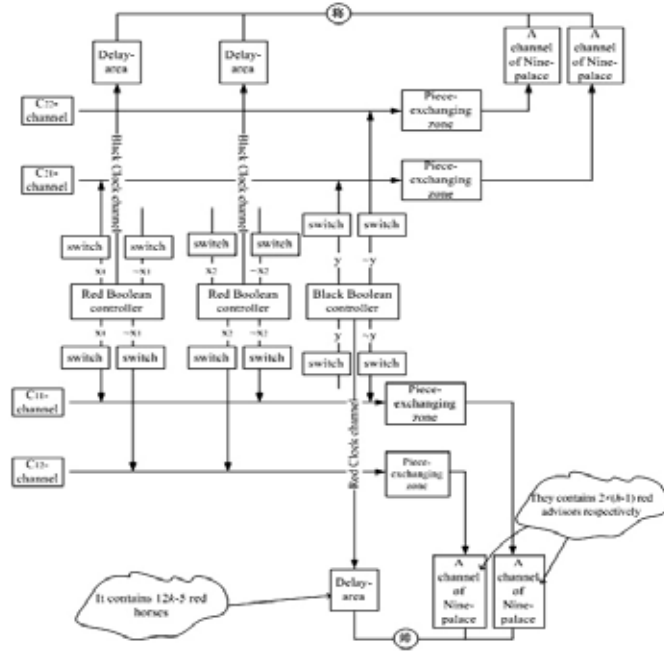 Delay-
area
Delay-
area
A
channel
of Nine-
palace
A
channel
of Nine-
palace
C22-
channel
Piece-
exchanging
zone
Black Clock channel
Black Clock channel
C21-
channel
Piece-
exchanging
zone
switch
switch
switch
switch
switch
switch
x1
¬x1
x2
¬x2
y
¬y
Red Boolean
controller
Red Boolean
controller
Black Boolean
controller
x1
¬x1
x2
¬x2
y
¬y
switch
switch
switch
switch
switch
switch
C11-
channel
Piece-
exchanging
zone
Red Clock channel
C12-
channel
Piece-
exchanging
zone
They contains 2×(k-1) red
advisors respectively
It contains 12k-5 red
horses
Delay-
area
A
channel
of
Nine-
palace
A
channel
of
Nine-
palace